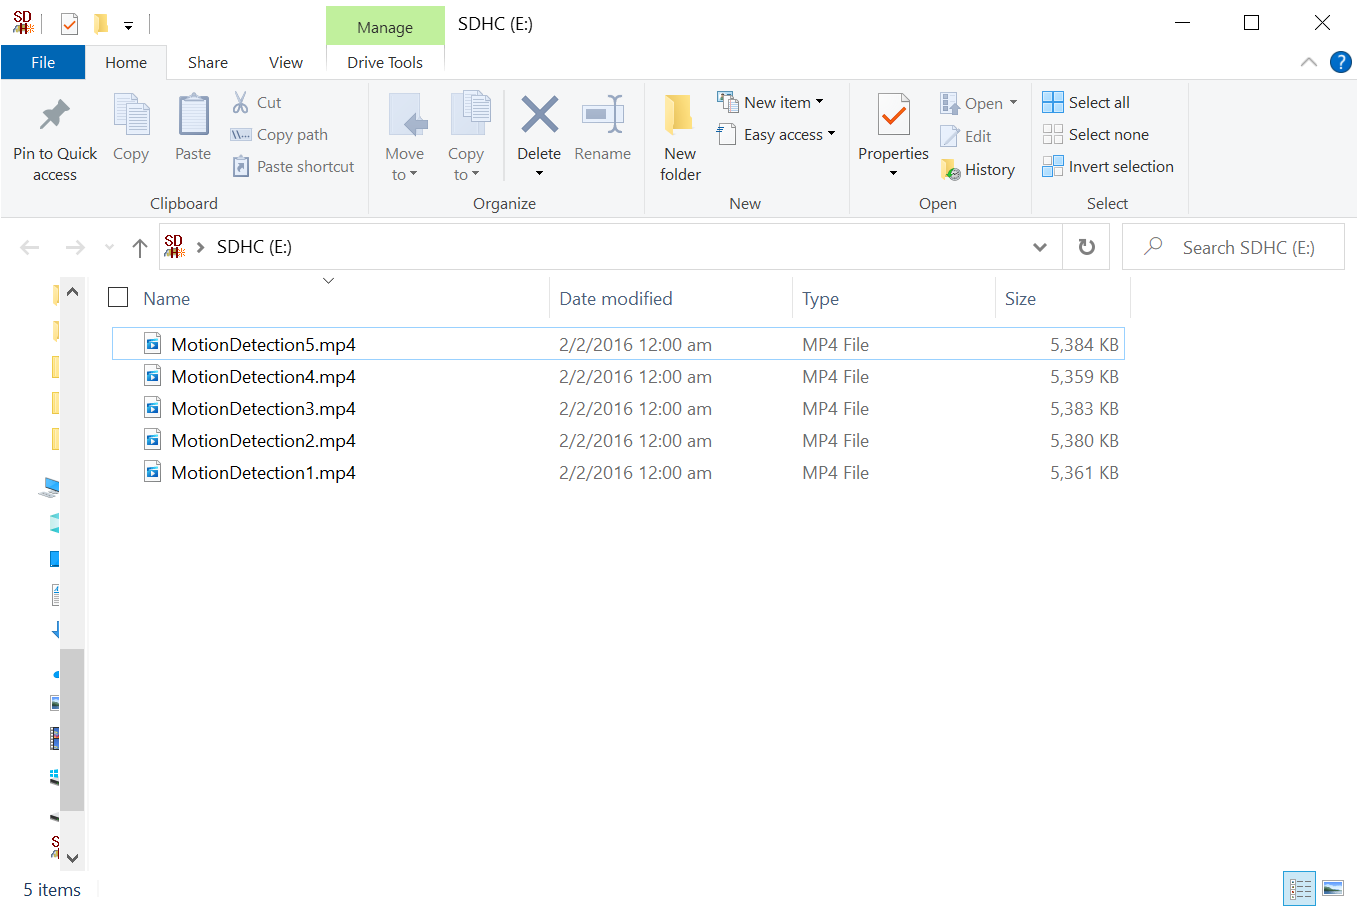 SD
Manage
SDHC (E:)
File
Home
Share
View
Drive Tools
?
Pin to Quick access
Copy
Paste
Cut
Copy path
Paste shortcut
Clipboard
Move to
Copy to
Delete
Rename
Organize
New folder
New item
Easy access
New
Properties
Open
Edit
History
Open
Select all
Select none
Invert selection
Select
SD
SDHC (E:)
Search SDHC (E:)
Name Date modified Type Size
MotionDetection5.mp4 2/2/2016 12:00 am MP4 File 5,384 KB
MotionDetection4.mp4 2/2/2016 12:00 am MP4 File 5,359 KB
MotionDetection3.mp4 2/2/2016 12:00 am MP4 File 5,383 KB
MotionDetection2.mp4 2/2/2016 12:00 am MP4 File 5,380 KB
MotionDetection1.mp4 2/2/2016 12:00 am MP4 File 5,361 KB
5 items